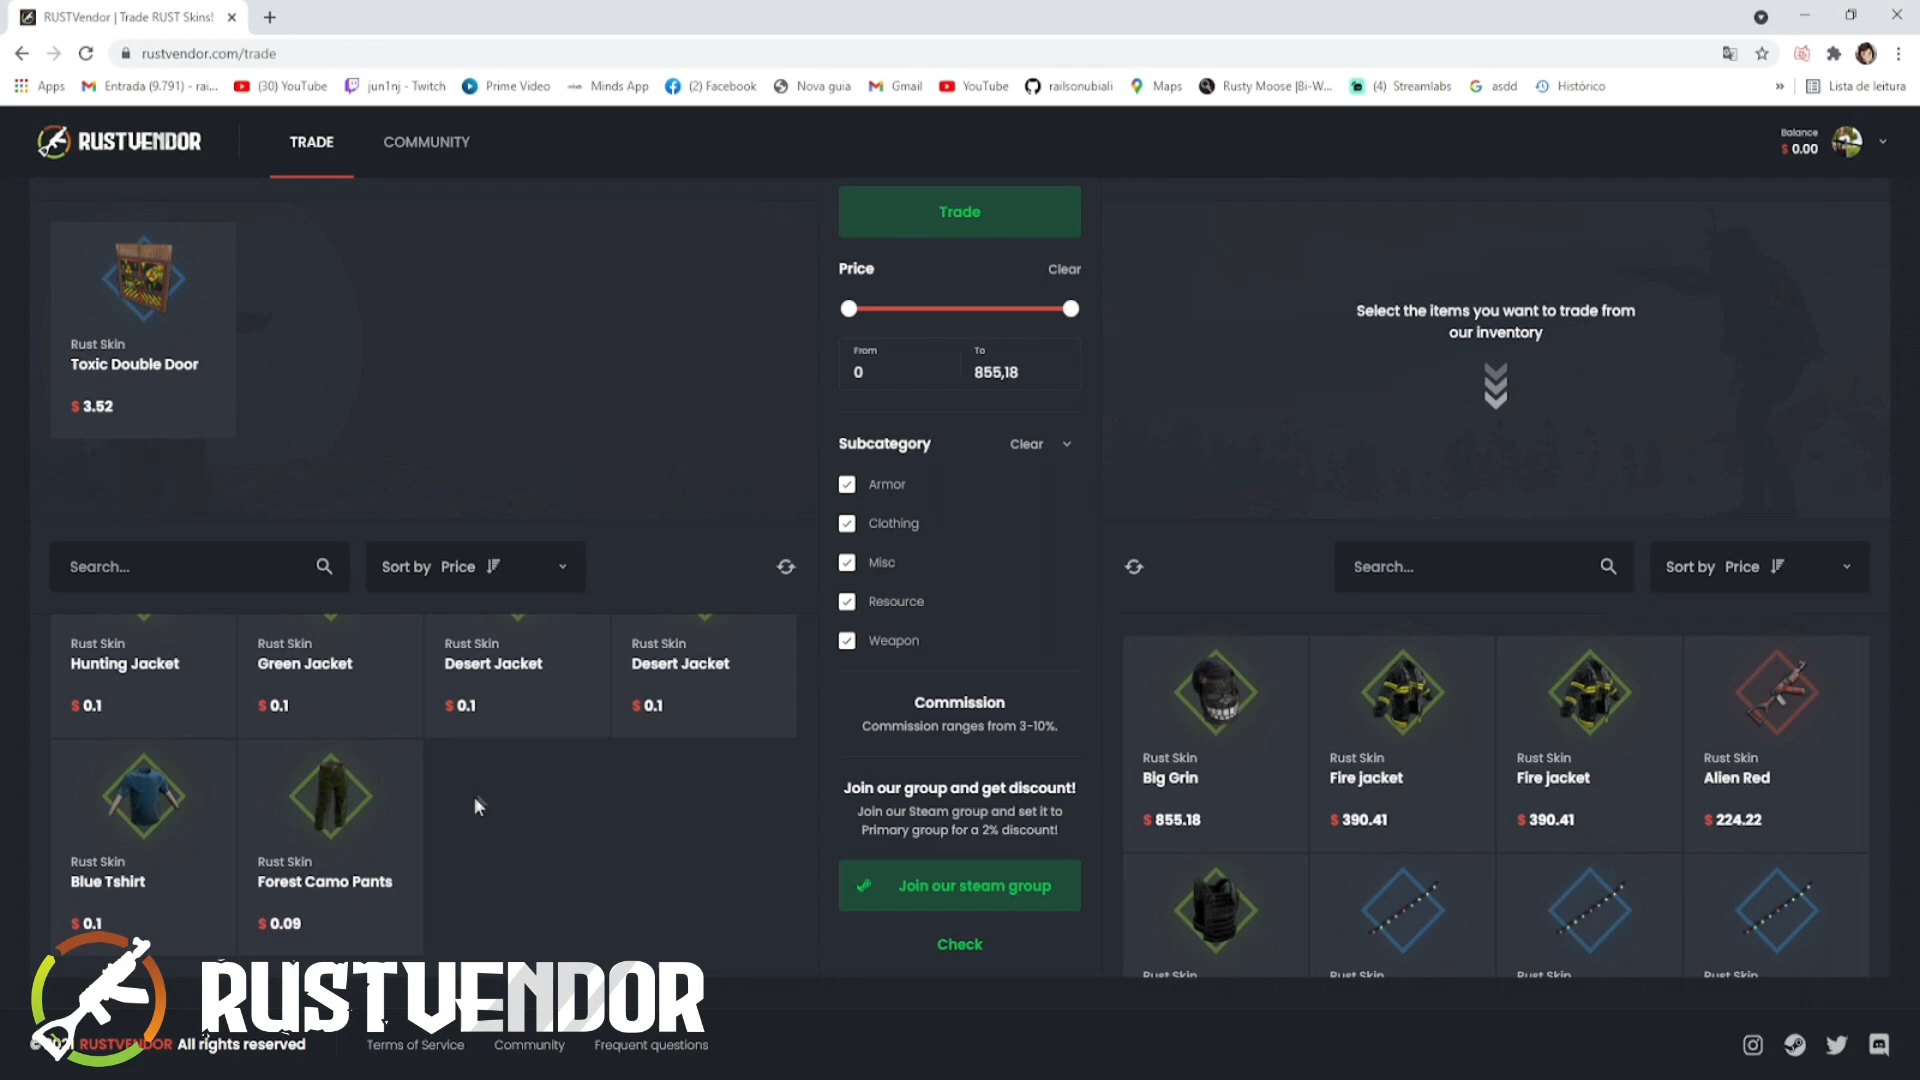 RUSTVendor | Trade RUST Skins!
rustvendor.com/trade
Apps
Entrada (9.791) - rai...
(30) YouTube
jun1nj - Twitch
Prime Video
Minds App
(2) Facebook
Nova guia
Gmail
YouTube
railsonubiali
Maps
Rusty Moose |Bi-W...
(4) Streamlabs
asdd
Histórico
»
Lista de leitura
RUSTVENDOR
TRADE
COMMUNITY
Balance
$ 0.00
Rust Skin
Toxic Double Door
$ 3.52
Trade
Price
Clear
From
0
To
855,18
Subcategory
Clear
Armor
Clothing
Misc
Resource
Weapon
Commission
Commission ranges from 3-10%.
Join our group and get discount!
Join our Steam group and set it to
Primary group for a 2% discount!
Join our steam group
Check
Select the items you want to trade from
our inventory
Search...
Sort by Price
Search...
Sort by Price
Rust Skin
Hunting Jacket
$ 0.1
Rust Skin
Green Jacket
$ 0.1
Rust Skin
Desert Jacket
$ 0.1
Rust Skin
Desert Jacket
$ 0.1
Rust Skin
Blue Tshirt
$ 0.1
Rust Skin
Forest Camo Pants
$ 0.09
Rust Skin
Big Grin
$ 855.18
Rust Skin
Fire jacket
$ 390.41
Rust Skin
Fire jacket
$ 390.41
Rust Skin
Alien Red
$ 224.22
Rust Skin
Rust Skin
Rust Skin
Rust Skin
RUSTVENDOR
RUSTVENDOR All rights reserved
Terms of Service
Community
Frequent questions